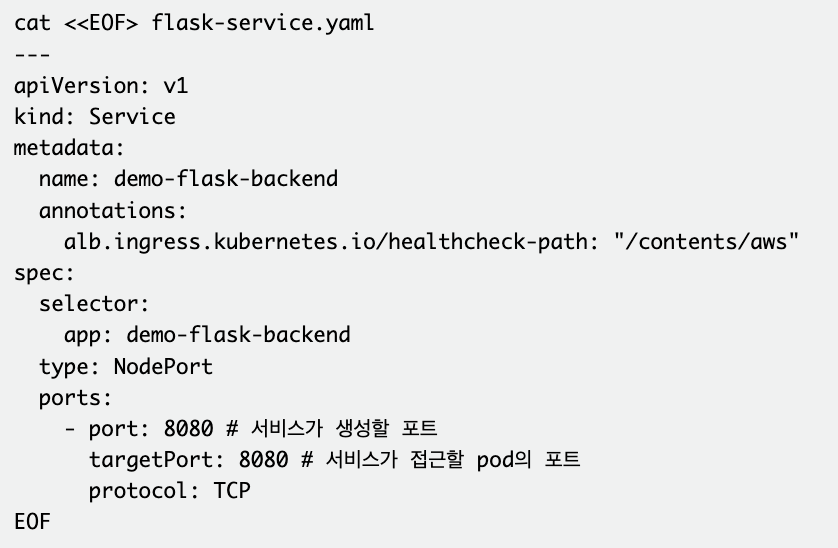 cat <<EOF> flask-service.yaml
---
apiVersion: v1
kind: Service
metadata:
  name: demo-flask-backend
  annotations:
    alb.ingress.kubernetes.io/healthcheck-path: "/contents/aws"
spec:
  selector:
    app: demo-flask-backend
  type: NodePort
  ports:
    - port: 8080 # 서비스가 생성할 포트
      targetPort: 8080 # 서비스가 접근할 pod의 포트
      protocol: TCP
EOF